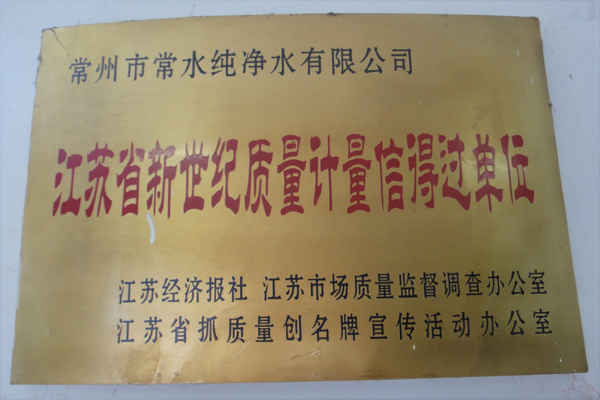 常州市常水纯净水有限公司
江苏省新世纪质量计量信得过单位
江苏经济报社 江苏市场质量监督调查办公室
江苏省抓质量创名牌宣传活动办公室